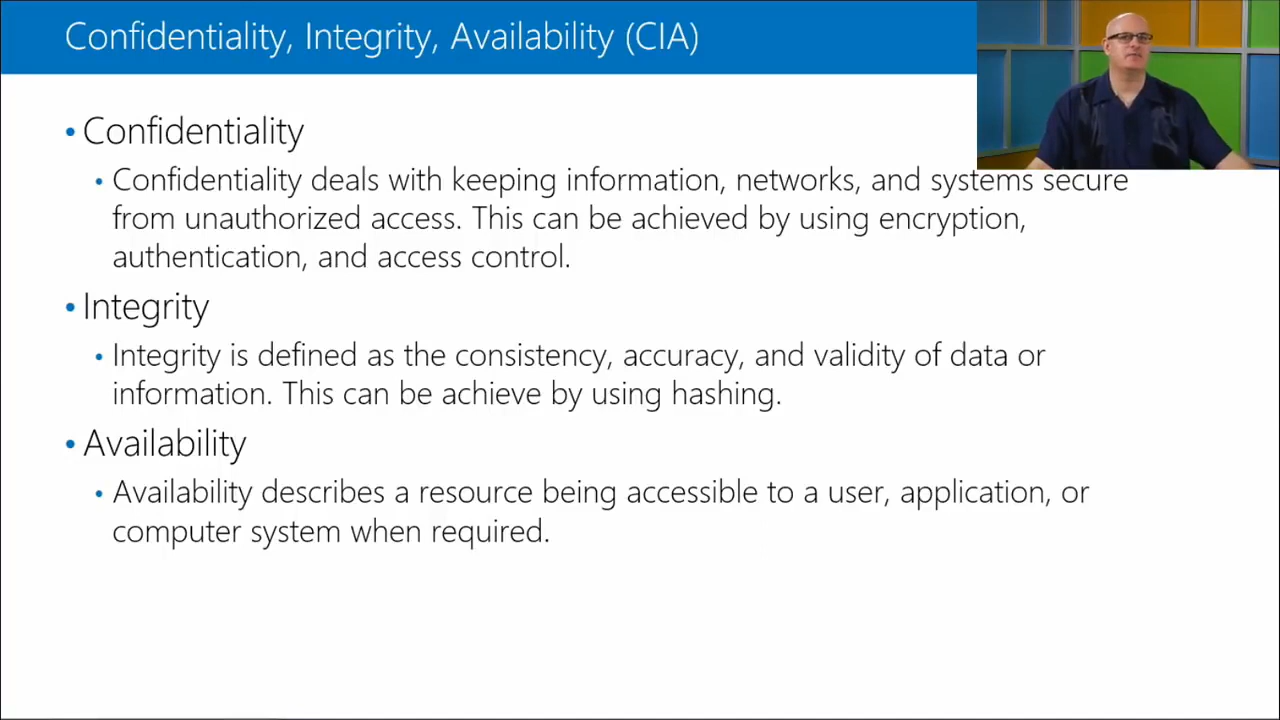 Confidentiality, Integrity, Availability (CIA)
• Confidentiality
• Confidentiality deals with keeping information, networks, and systems secure
from unauthorized access. This can be achieved by using encryption,
authentication, and access control.
• Integrity
• Integrity is defined as the consistency, accuracy, and validity of data or
information. This can be achieve by using hashing.
• Availability
• Availability describes a resource being accessible to a user, application, or
computer system when required.